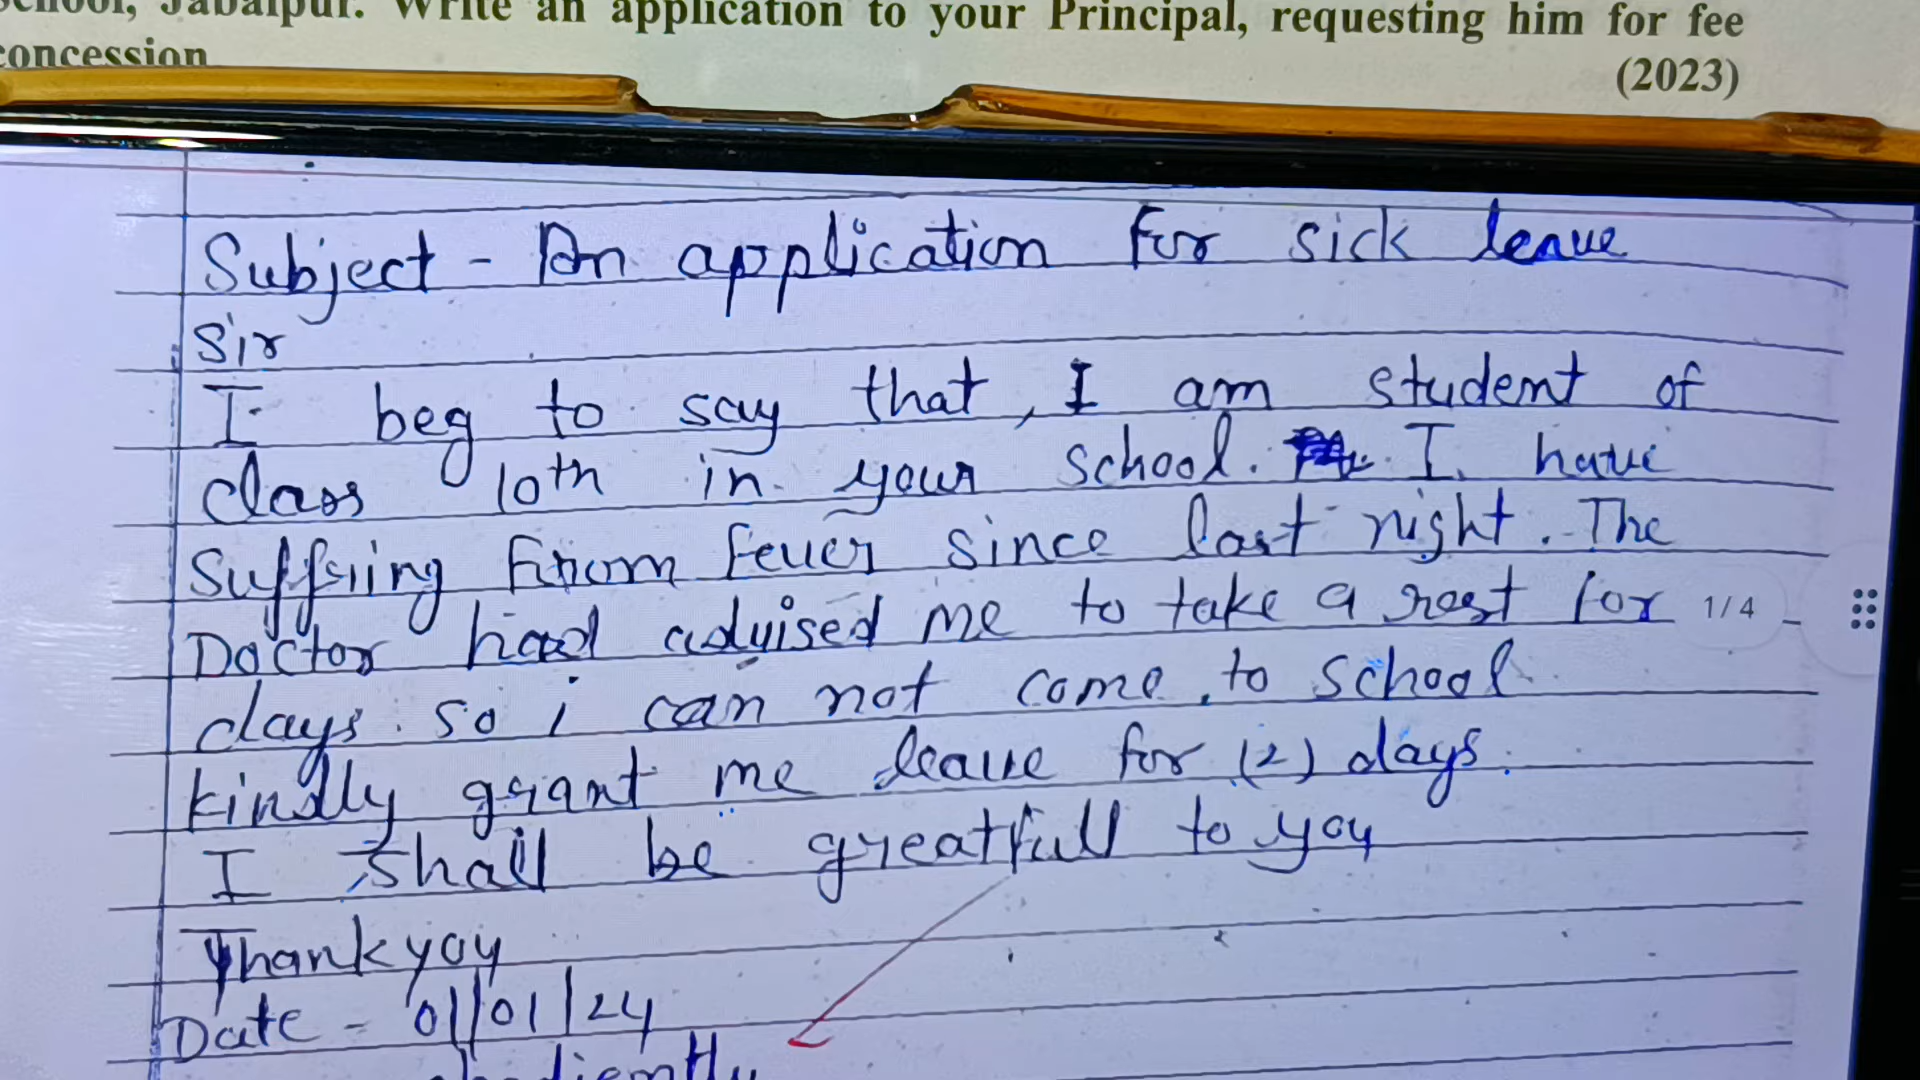 School, Jabalpur. Write an application to your Principal, requesting him for fee
concession
(2023)
Subject - An application for sick leave
Sir
I beg to say that, I am student of
class 10th in your school. I have
Suffring From Fever since last night. The
Doctor had advised me to take a rest for
days. so i can not come to school
kindly grant me leave for (2) days.
I shall be greatfull to you
Thank you
Date - 01/01/24
obediently
1/4